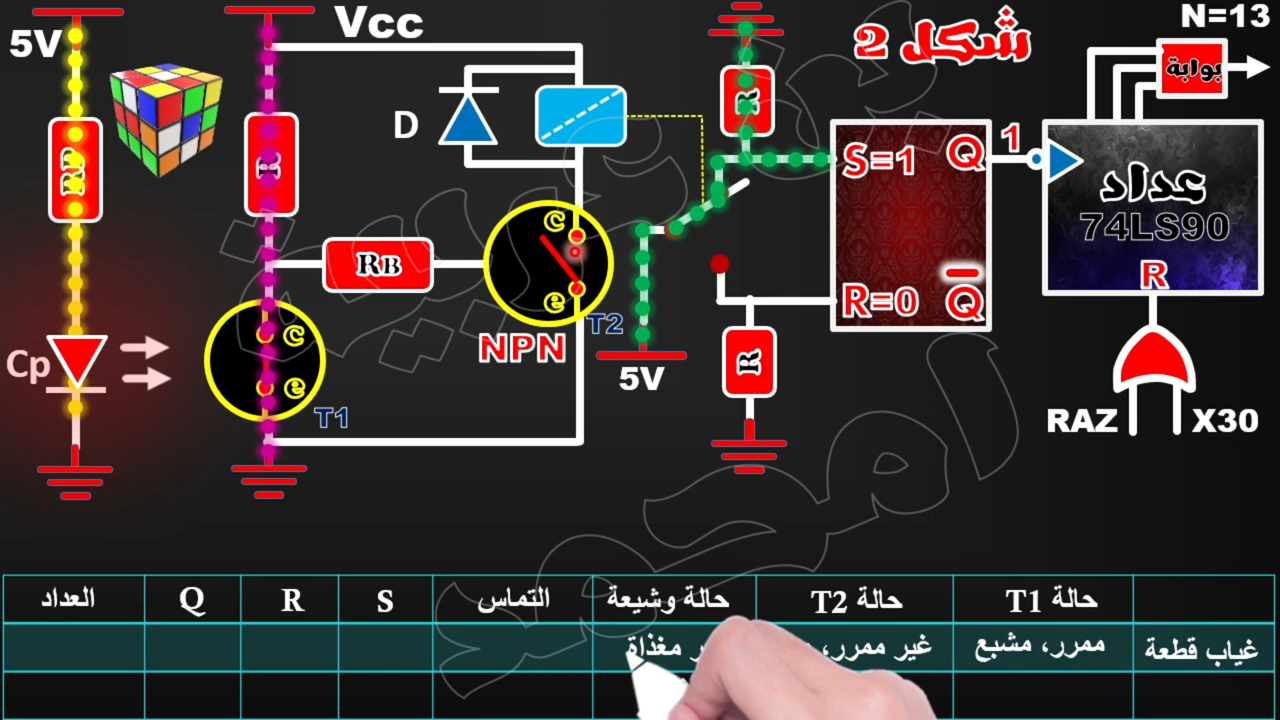 N=13
5V
Vcc
شكل 2
بوابة
D
R
S=1
Q
1
عداد
74LS90
R
RB
C
e
T2
NPN
5V
R=0
Q
R
Cp
C
e
T1
RAZ
X30
حالة T1
حالة T2
حالة وشيعة
التماس
S
R
Q
العداد
غياب قطعة
ممرر، مشبع
غير ممرر،
مغذاة